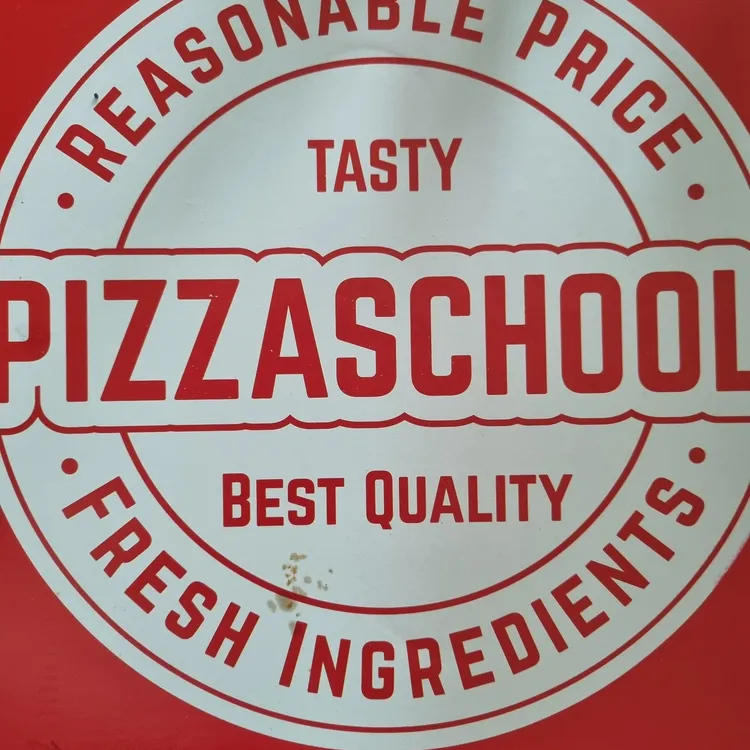 REASONABLE PRICE
TASTY
PIZZASCHOOL
BEST QUALITY
FRESH INGREDIENTS